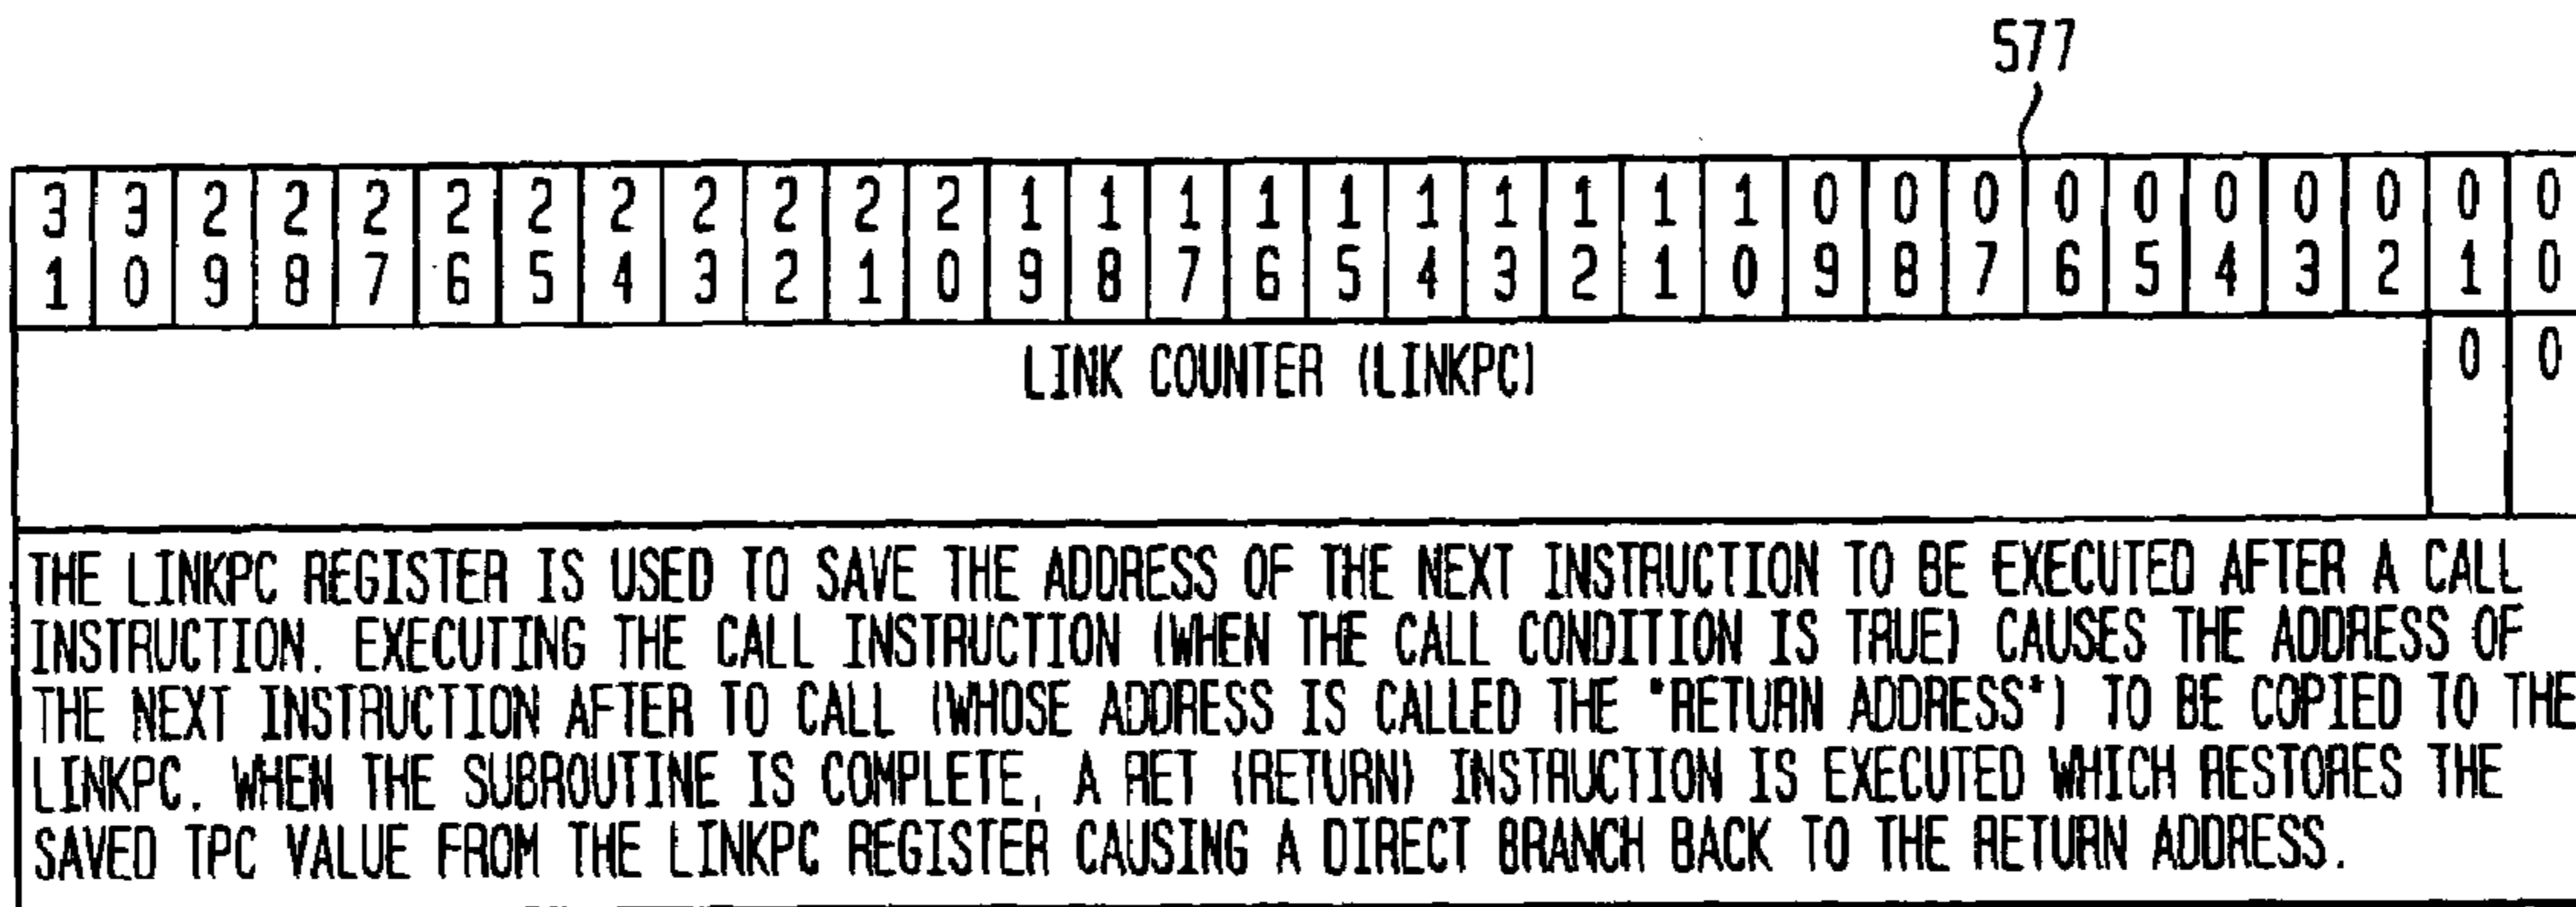 577
3 3 2 2 2 2 2 2 2 2 2 2 1 1 1 1 1 1 1 1 1 1 0 0 0 0 0 0 0 0 0 0
1 0 9 8 7 6 5 4 3 2 1 0 9 8 7 6 5 4 3 2 1 0 9 8 7 6 5 4 3 2 1 0
LINK COUNTER (LINKPC) 0 0
THE LINKPC REGISTER IS USED TO SAVE THE ADDRESS OF THE NEXT INSTRUCTION TO BE EXECUTED AFTER A CALL
INSTRUCTION. EXECUTING THE CALL INSTRUCTION (WHEN THE CALL CONDITION IS TRUE) CAUSES THE ADDRESS OF
THE NEXT INSTRUCTION AFTER TO CALL (WHOSE ADDRESS IS CALLED THE "RETURN ADDRESS") TO BE COPIED TO THE
LINKPC. WHEN THE SUBROUTINE IS COMPLETE, A RET (RETURN) INSTRUCTION IS EXECUTED WHICH RESTORES THE
SAVED TPC VALUE FROM THE LINKPC REGISTER CAUSING A DIRECT BRANCH BACK TO THE RETURN ADDRESS.